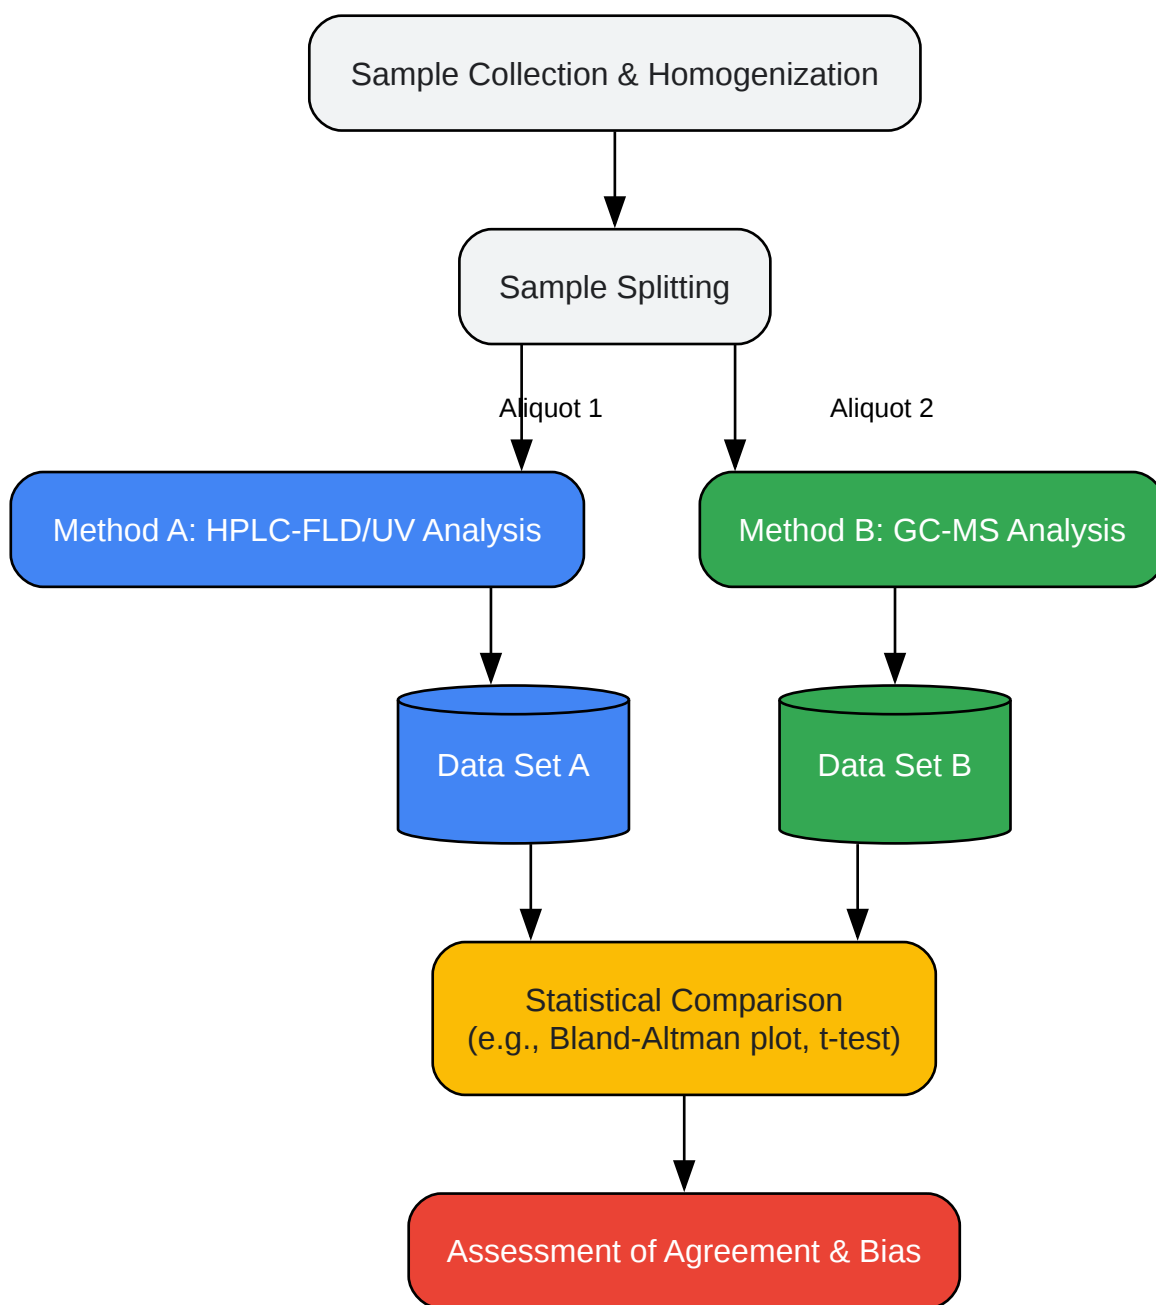 Sample Collection & Homogenization
Sample Splitting
Aliquot 1
Aliquot 2
Method A: HPLC-FLD/UV Analysis
Method B: GC-MS Analysis
Data Set A
Data Set B
Statistical Comparison
(e.g., Bland-Altman plot, t-test)
Assessment of Agreement & Bias